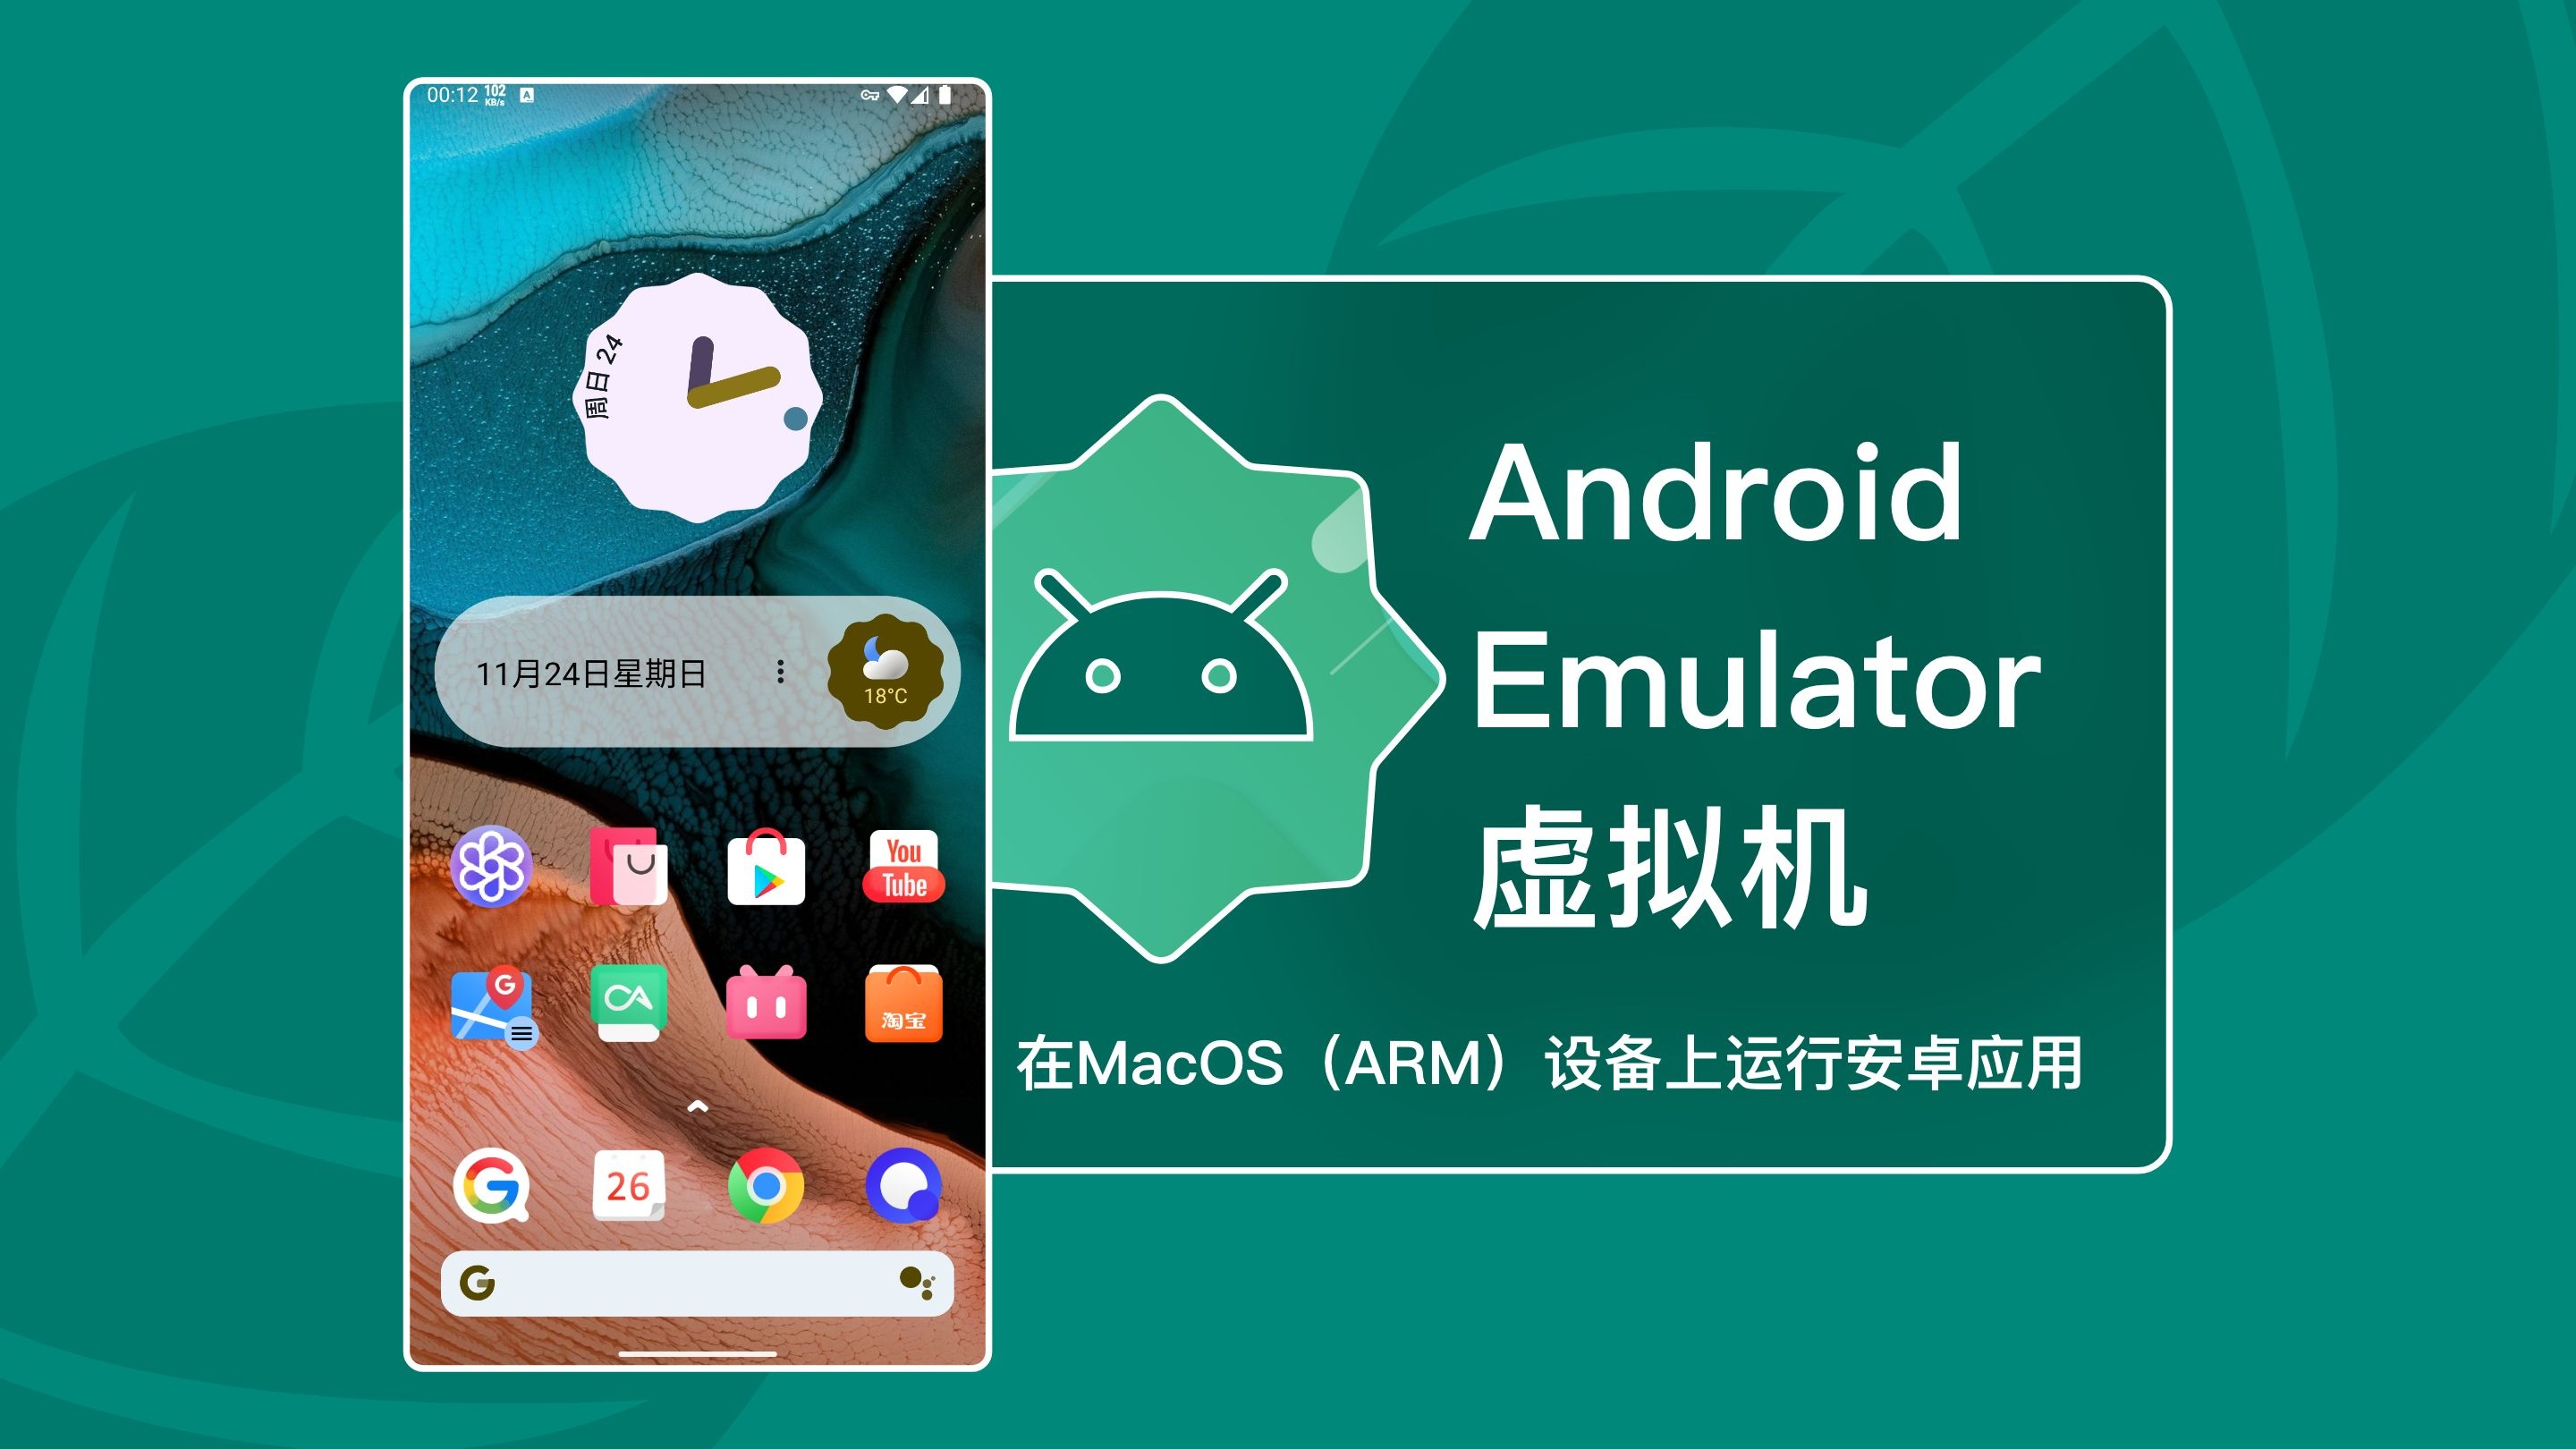 00:12 102 KB/s A
周日 24
11月24日星期日
18°C
You
Tube
G
CA
淘宝
G
26
G
Android
Emulator
虚拟机
在MacOS（ARM）设备上运行安卓应用